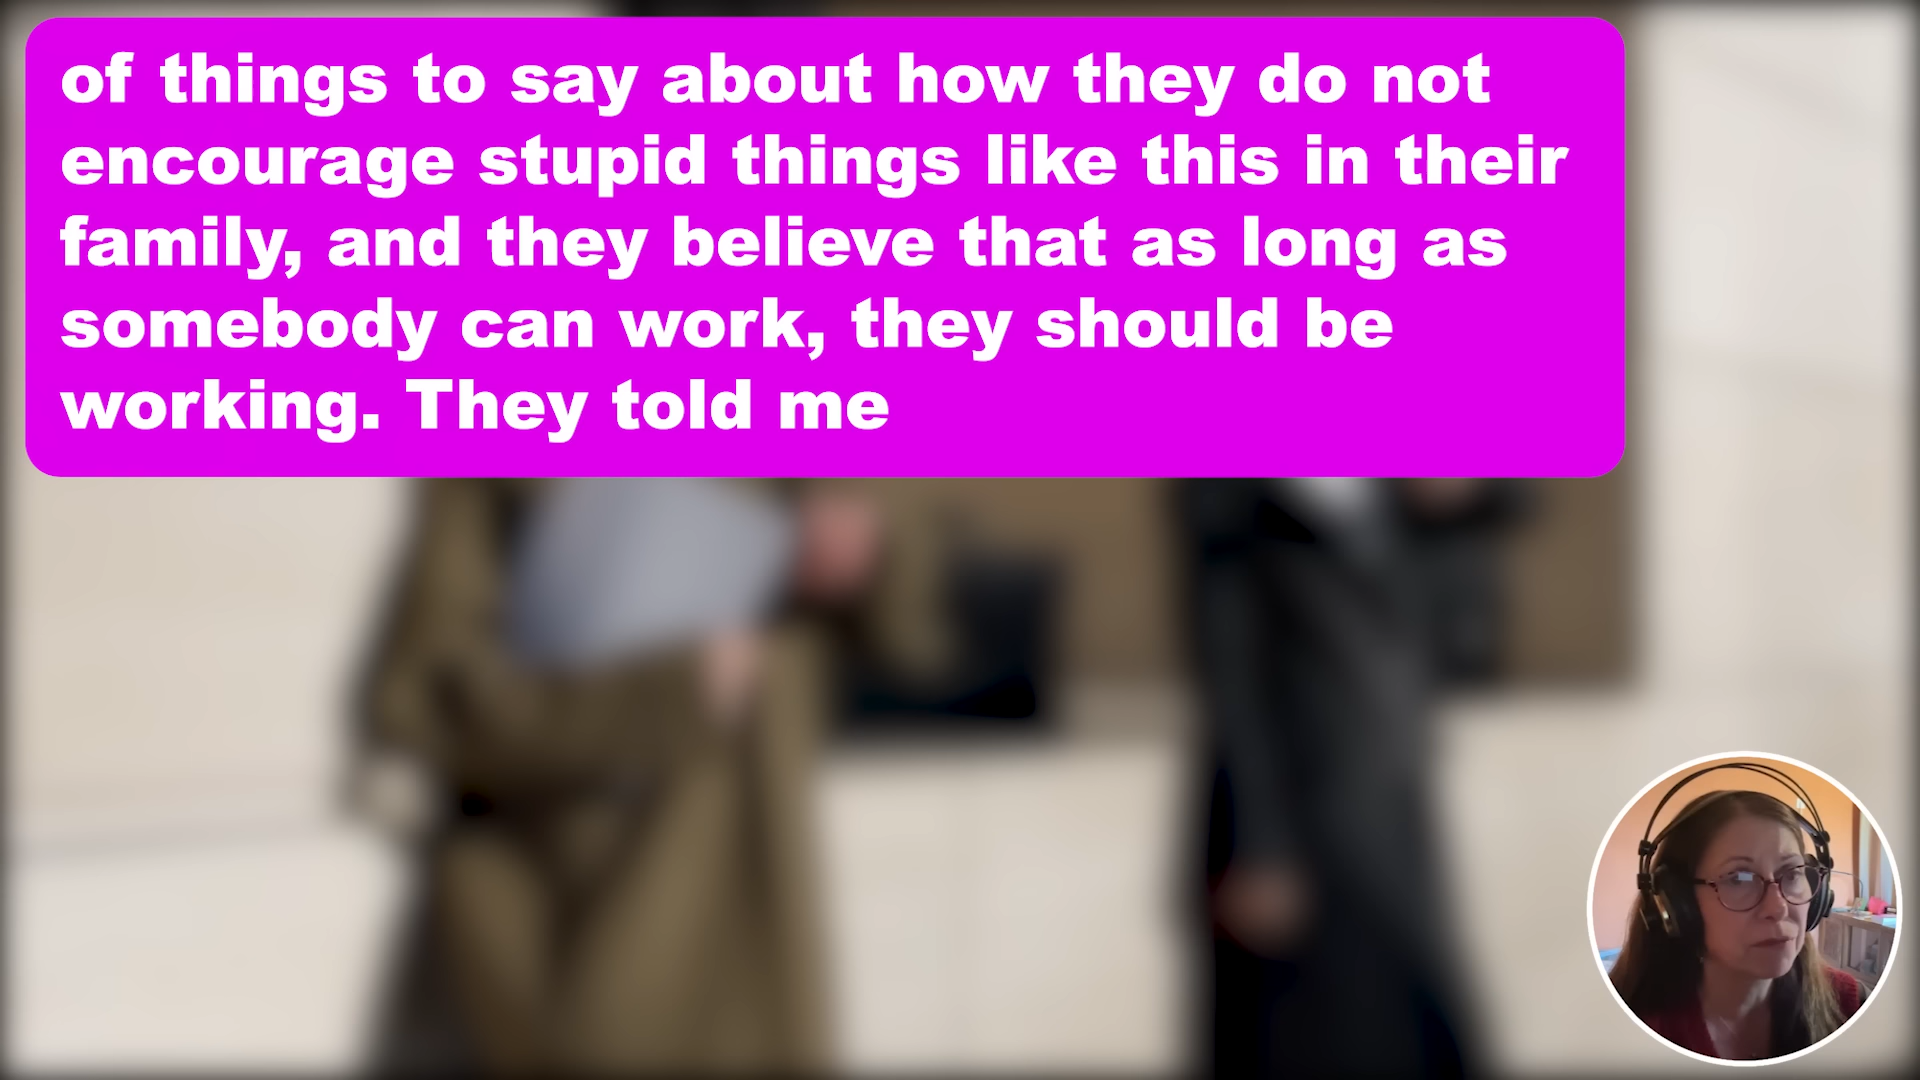 of things to say about how they do not
encourage stupid things like this in their
family, and they believe that as long as
somebody can work, they should be
working. They told me